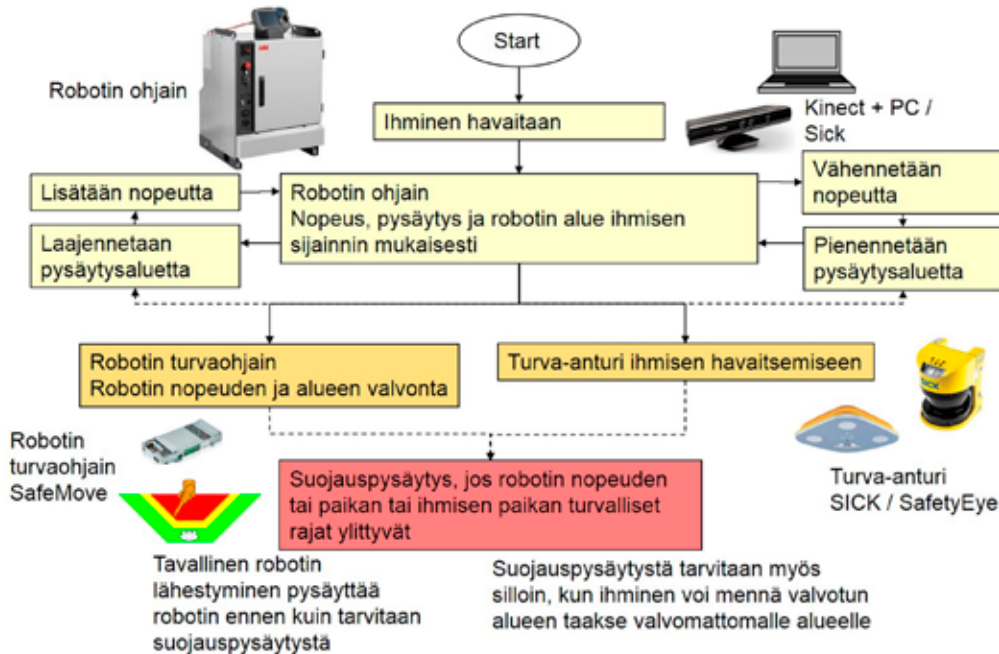 Start
Robotin ohjain
Ihminen havaitaan
Kinect + PC /
Sick
Lisätään nopeutta
Robotin ohjain
Nopeus, pysäytys ja robotin alue ihmisen
sijainnin mukaisesti
Vähennetään
nopeutta
Laajennetaan
pysäytysaluetta
Pienennetään
pysäytysaluetta
Robotin turvaohjain
Robotin nopeuden ja alueen valvonta
Turva-anturi ihmisen havaitsemiseen
SICK
Robotin
turvaohjain
SafeMove
Suojauspysäytys, jos robotin nopeuden
tai paikan tai ihmisen paikan turvalliset
rajat ylittyvät
Turva-anturi
SICK / SafetyEye
Tavallinen robotin
lähestyminen pysäyttää
robotin ennen kuin tarvitaan
suojauspysäytystä
Suojauspysäytystä tarvitaan myös
silloin, kun ihminen voi mennä valvotun
alueen taakse valvomattomalle alueelle